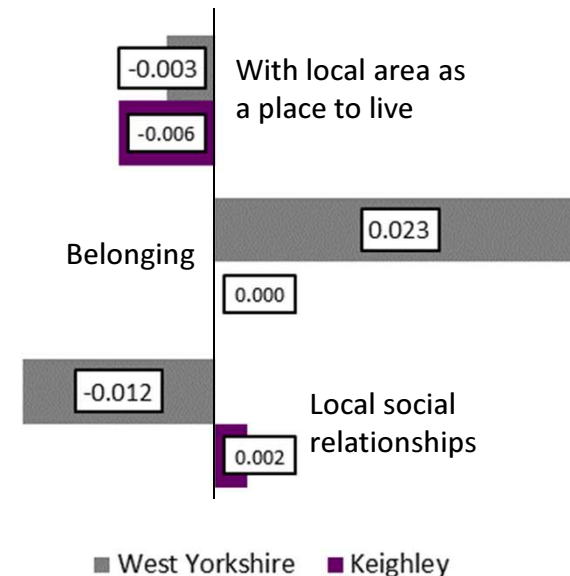 -0.003
With local area as
a place to live
-0.006
0.023
Belonging
0.000
-0.012
Local social
relationships
0.002
West Yorkshire
Keighley